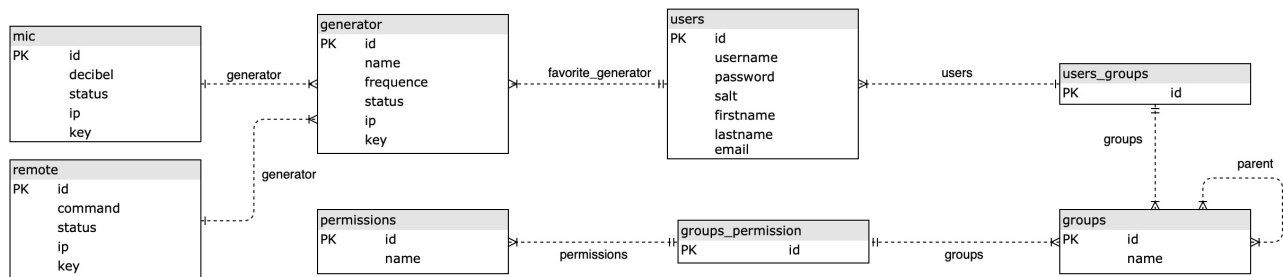 mic
PK id
decibel
status
ip
key
generator
generator
PK id
name
frequence
status
ip
key
favorite_generator
users
PK id
username
password
salt
firstname
lastname
email
users
users_groups
PK id
groups
parent
remote
PK id
command
status
ip
key
generator
permissions
PK id
name
permissions
groups_permission
PK id
groups
groups
PK id
name